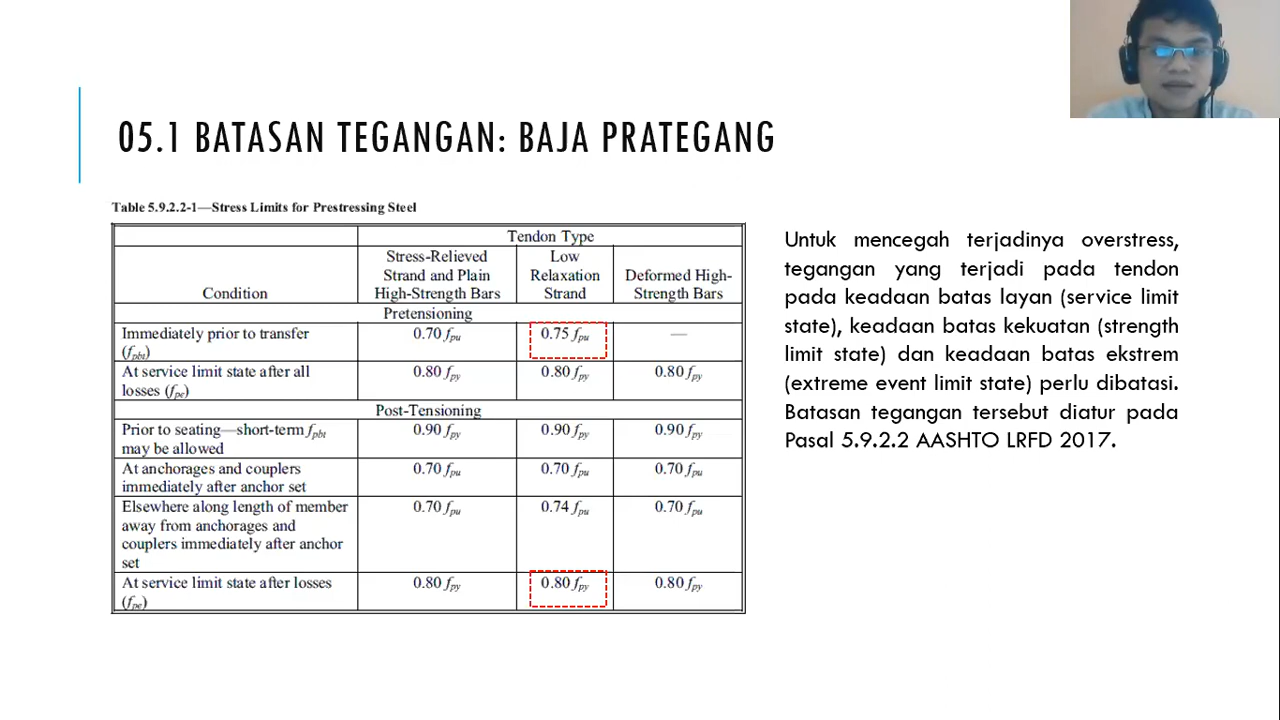 05.1 BATASAN TEGANGAN: BAJA PRATEGANG
Table 5.9.2.2-1—Stress Limits for Prestressing Steel
Tendon Type
Condition
Stress-Relieved
Strand and Plain
High-Strength Bars
Low
Relaxation
Strand
Deformed High-
Strength Bars
Pretensioning
Immediately prior to transfer
(fpbt)
0.70 fpu
0.75 fpu
—
At service limit state after all
losses (fpe)
0.80 fpy
0.80 fpy
0.80 fpy
Post-Tensioning
Prior to seating—short-term fpbt
may be allowed
0.90 fpy
0.90 fpy
0.90 fpy
At anchorages and couplers
immediately after anchor set
0.70 fpu
0.70 fpu
0.70 fpu
Elsewhere along length of member
away from anchorages and
couplers immediately after anchor
set
0.70 fpu
0.74 fpu
0.70 fpu
At service limit state after losses
(fpe)
0.80 fpy
0.80 fpy
0.80 fpy
Untuk mencegah terjadinya overstress,
tegangan yang terjadi pada tendon
pada keadaan batas layan (service limit
state), keadaan batas kekuatan (strength
limit state) dan keadaan batas ekstrem
(extreme event limit state) perlu dibatasi.
Batasan tegangan tersebut diatur pada
Pasal 5.9.2.2 AASHTO LRFD 2017.